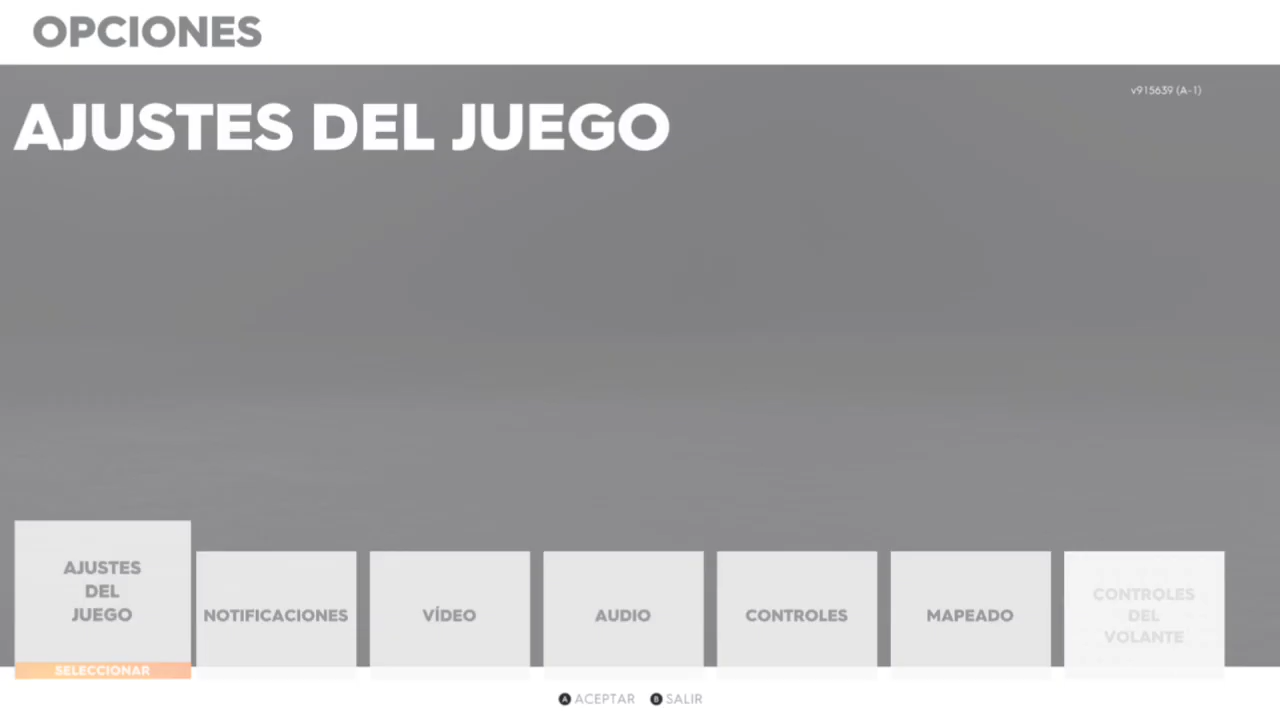 OPCIONES
v915639 (A-1)
AJUSTES DEL JUEGO
AJUSTES
DEL
JUEGO
SELECCIONAR
NOTIFICACIONES
VÍDEO
AUDIO
CONTROLES
MAPEADO
CONTROLES
DEL
VOLANTE
A ACEPTAR B SALIR